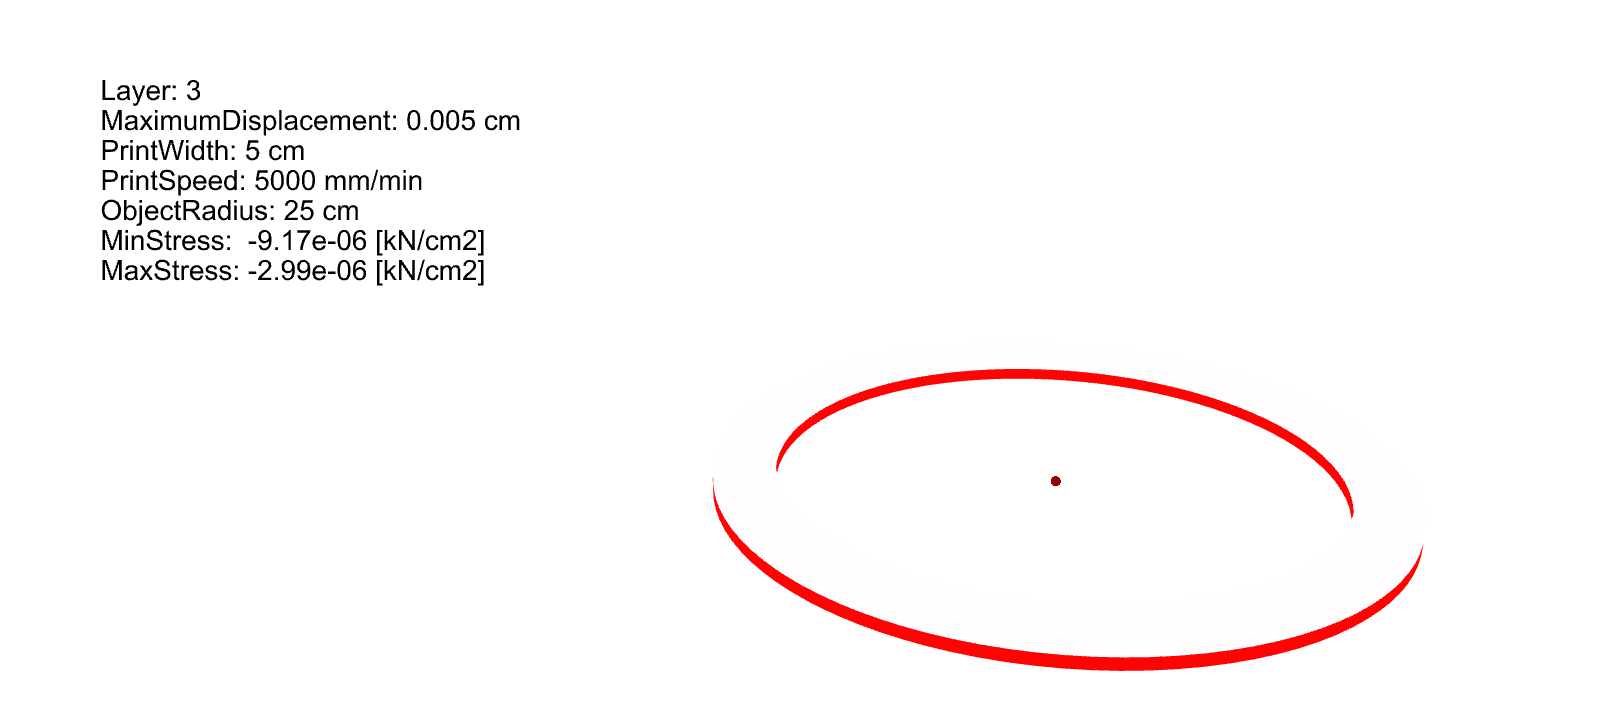 Layer: 3
MaximumDisplacement: 0.005 cm
PrintWidth: 5 cm
PrintSpeed: 5000 mm/min
ObjectRadius: 25 cm
MinStress:  -9.17e-06 [kN/cm2]
MaxStress: -2.99e-06 [kN/cm2]